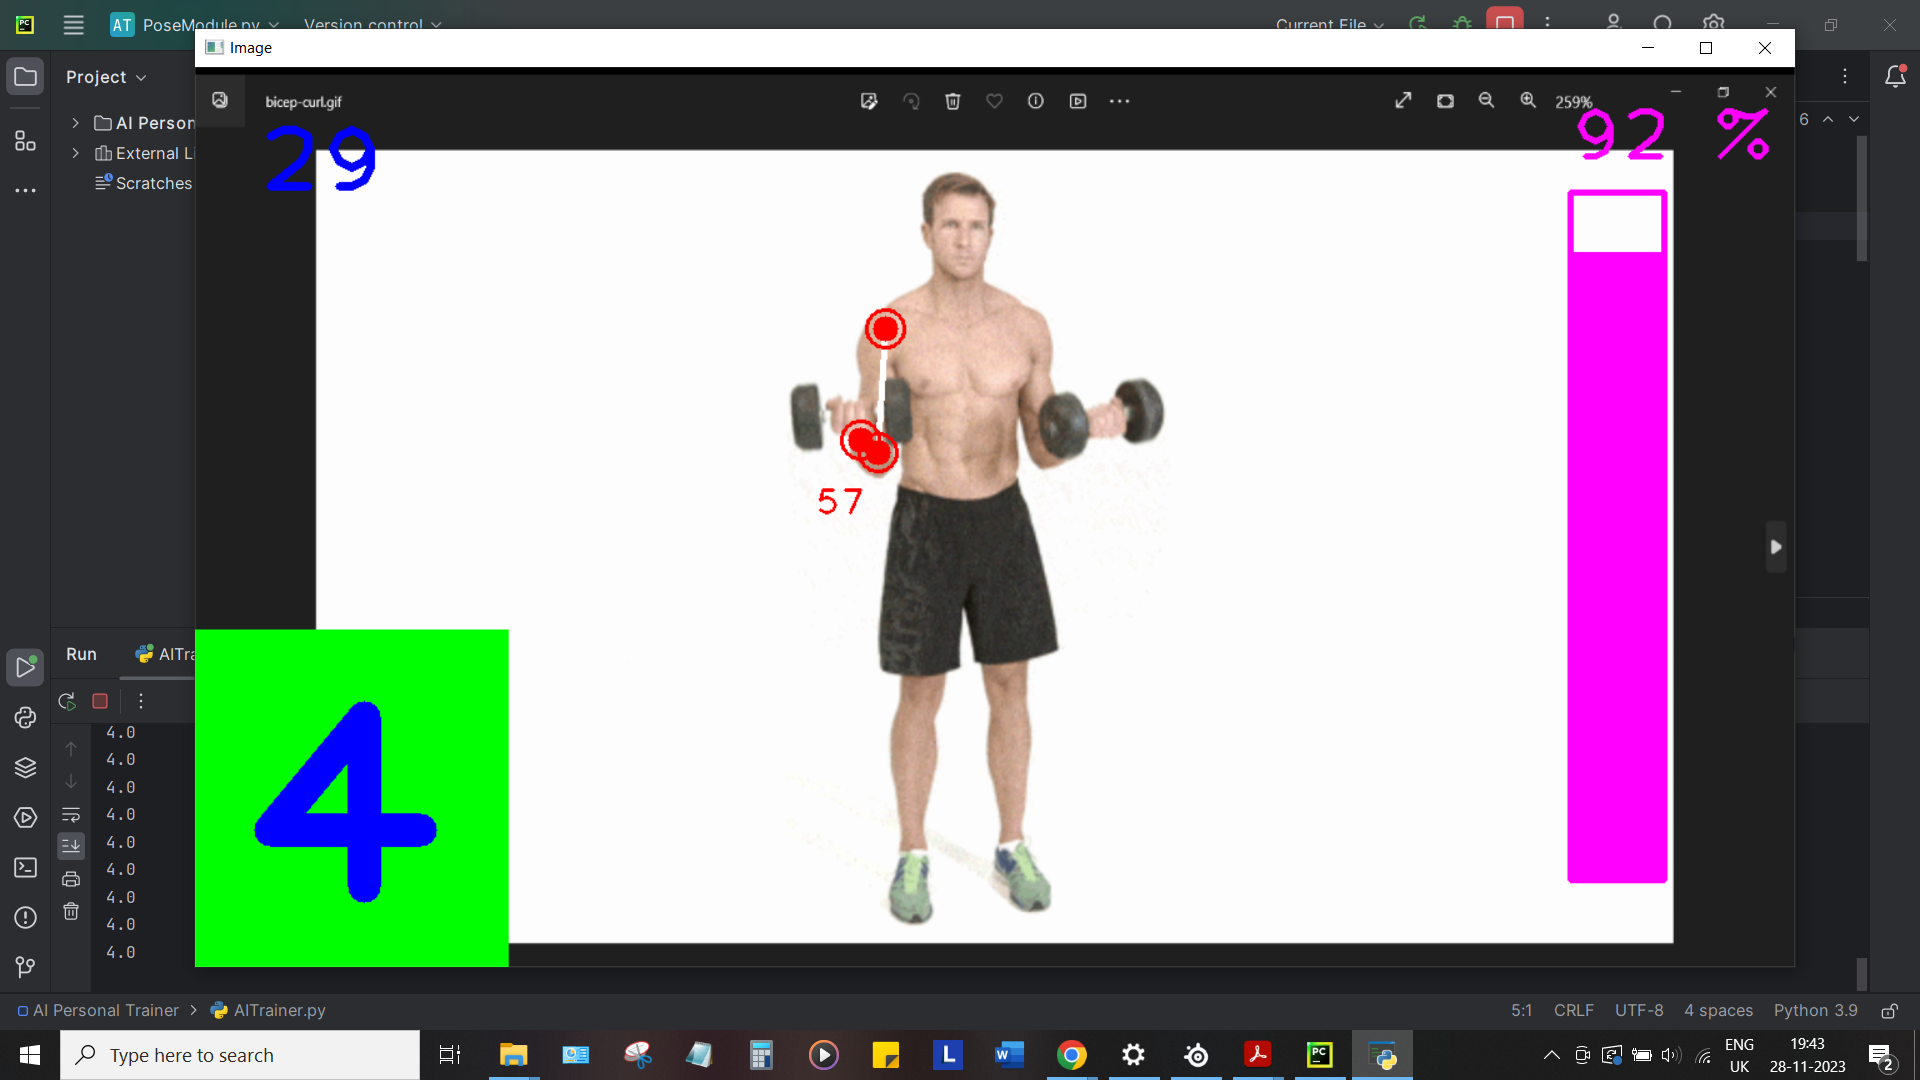 AT PoseModule.py Version control Current File
Image
Project
bicep-curl.gif 259%
AI Person
External Li
Scratches
29
92 %
6
57
Run AITra
4
4.0
4.0
4.0
4.0
4.0
4.0
4.0
4.0
4.0
AI Personal Trainer > AITrainer.py 5:1 CRLF UTF-8 4 spaces Python 3.9
Type here to search
L
W
PC
ENG
UK
19:43
28-11-2023
2